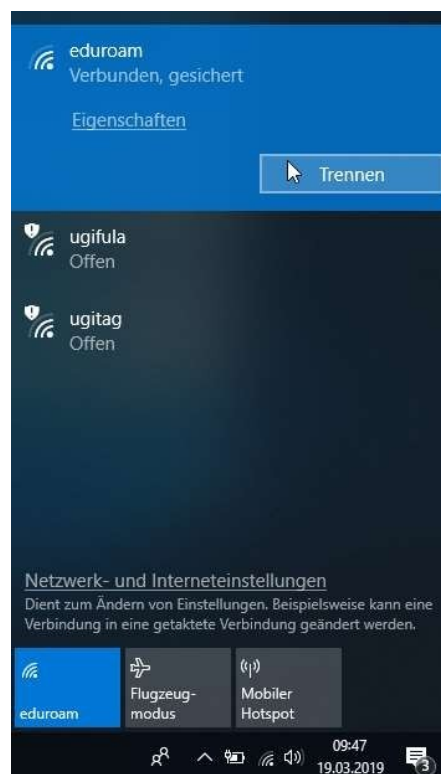 eduroam
Verbunden, gesichert
Eigenschaften
Trennen
ugifula
Offen
ugitag
Offen
Netzwerk- und Interneteinstellungen
Dient zum Ändern von Einstellungen. Beispielsweise kann eine
Verbindung in eine getaktete Verbindung geändert werden.
eduroam
Flugzeug-
modus
Mobiler
Hotspot
09:47
19.03.2019
3